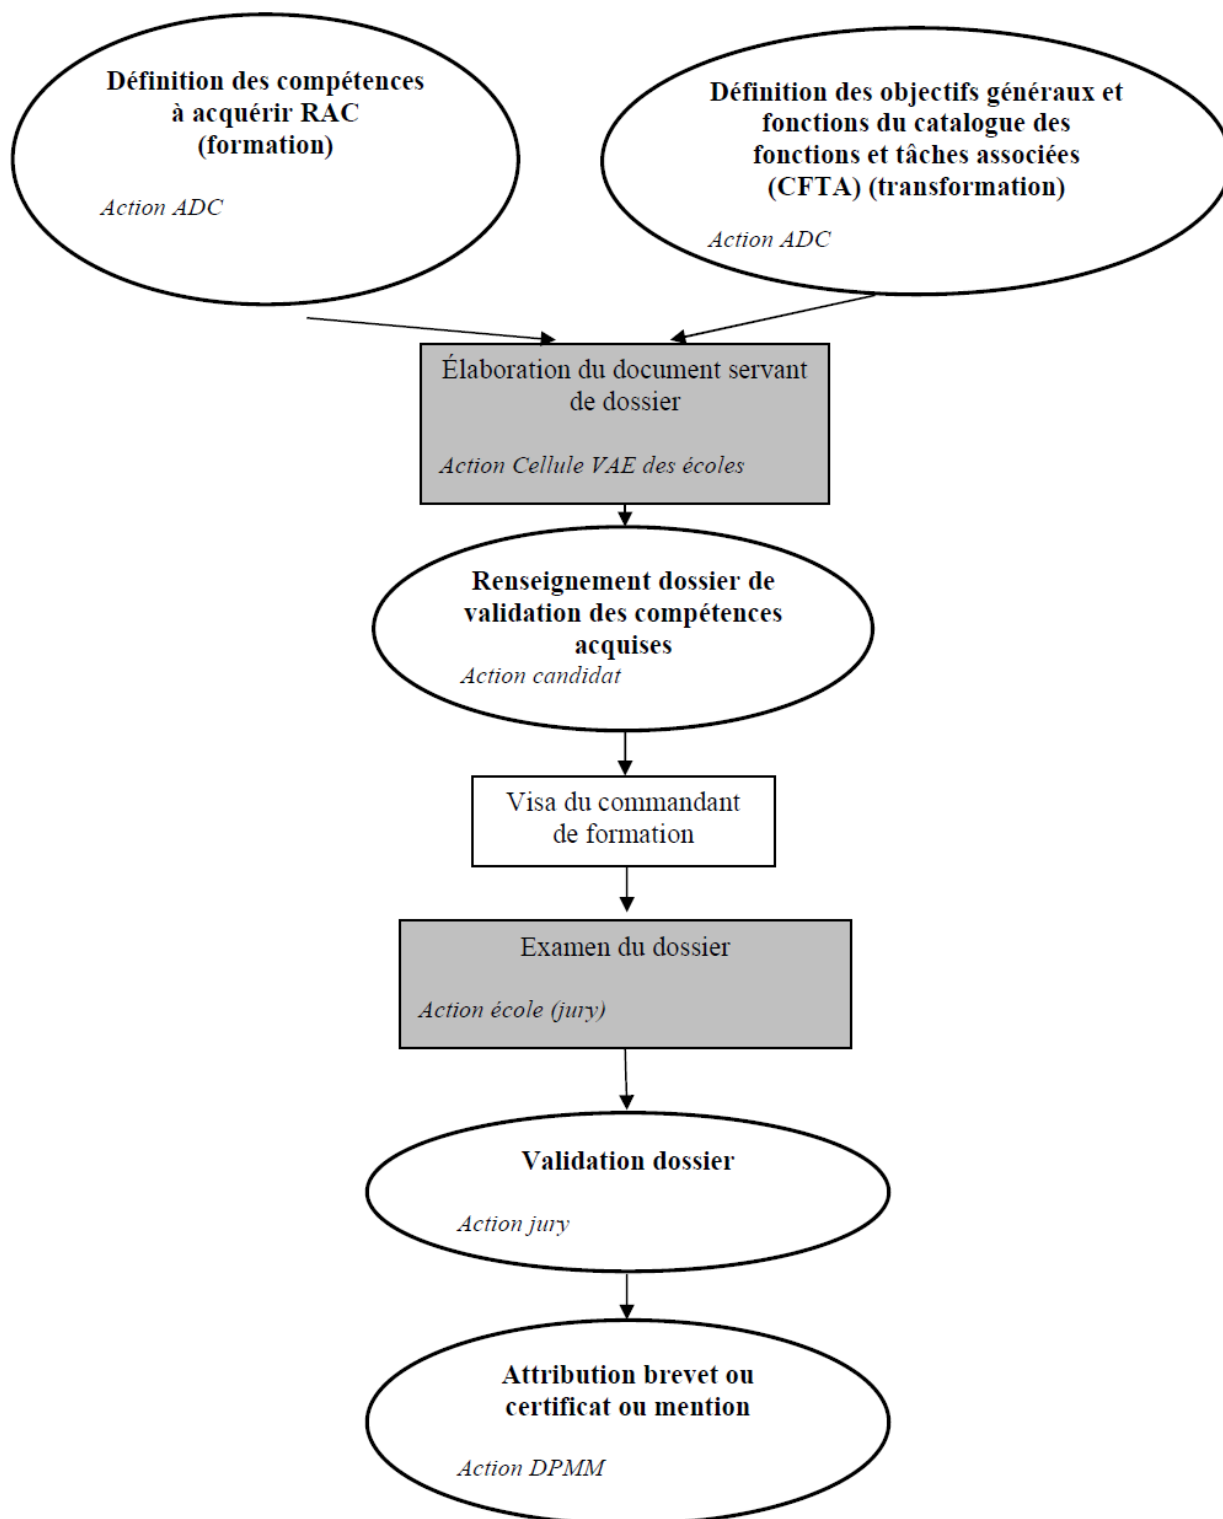 Définition des compétences
à acquérir RAC
(formation)
Action ADC
Définition des objectifs généraux et
fonctions du catalogue des
fonctions et tâches associées
(CFTA) (transformation)
Action ADC
Élaboration du document servant
de dossier
Action Cellule VAE des écoles
Renseignement dossier de
validation des compétences
acquises
Action candidat
Visa du commandant
de formation
Examen du dossier
Action école (jury)
Validation dossier
Action jury
Attribution brevet ou
certificat ou mention
Action DPMM